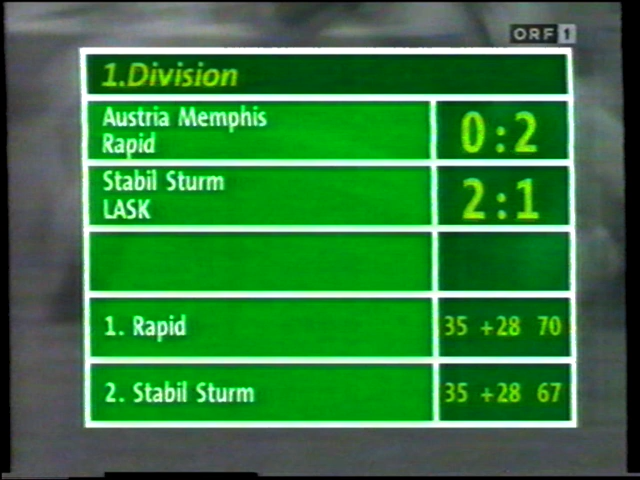 ORF 1
1.Division
Austria Memphis
Rapid
0:2
Stabil Sturm
LASK
2:1
1. Rapid
35 +28 70
2. Stabil Sturm
35 +28 67